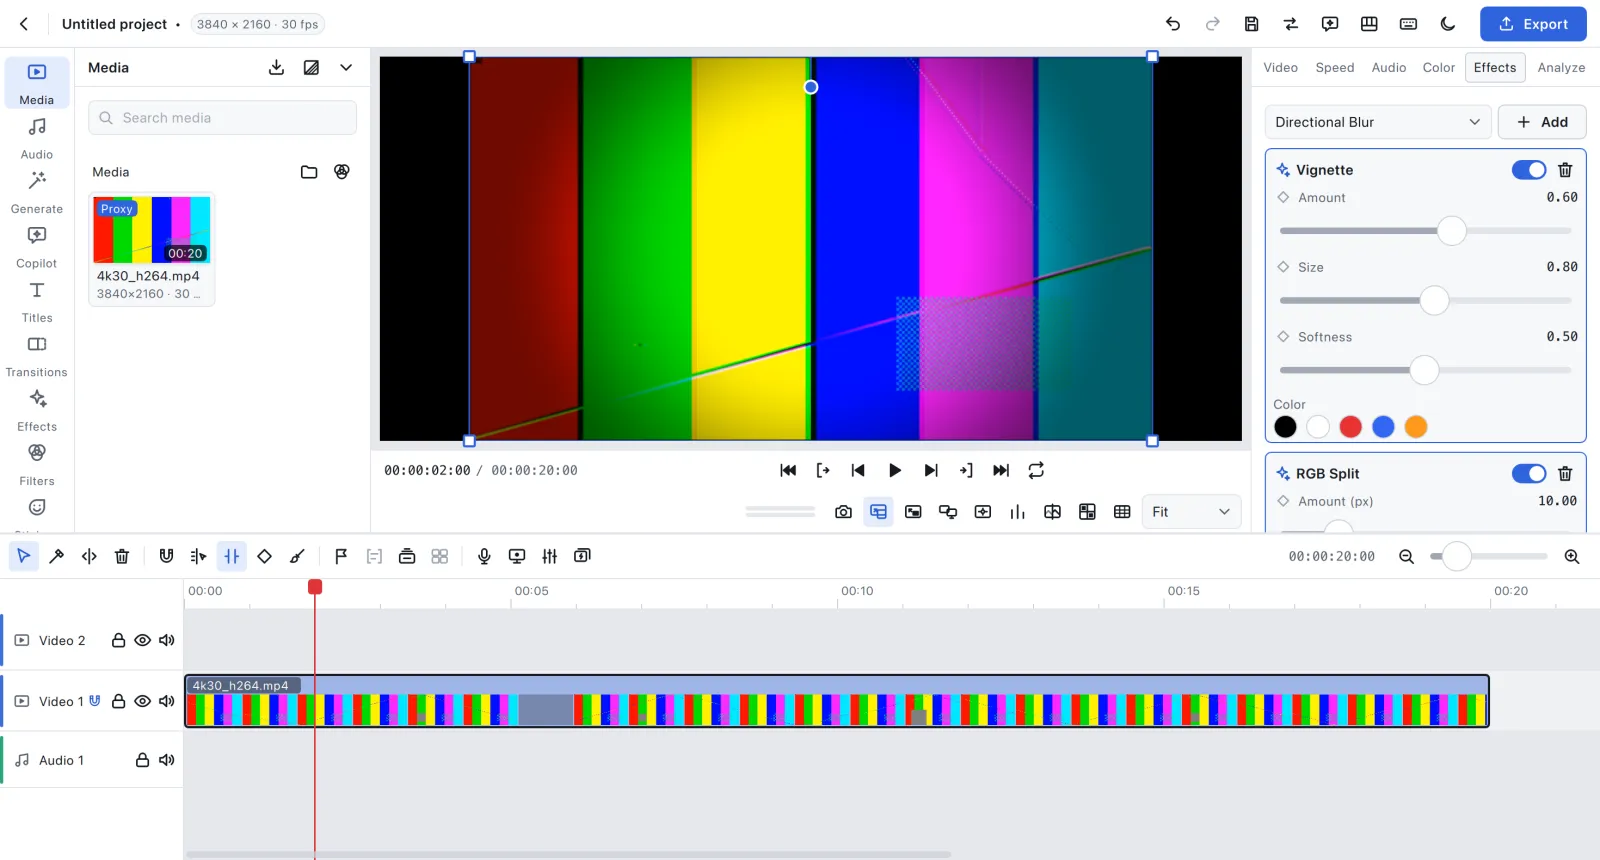 Untitled project •
3840 × 2160 · 30 fps
Export
Media
Audio
Generate
Copilot
Titles
Transitions
Effects
Filters
Media
Search media
Media
Proxy
00:20
4k30_h264.mp4
3840×2160 · 30 ...
00:00:02:00 / 00:00:20:00
Fit
Video Speed Audio Color Effects Analyze
Directional Blur
Add
Vignette
Amount 0.60
Size 0.80
Softness 0.50
Color
RGB Split
Amount (px) 10.00
00:00:20:00
00:00 00:05 00:10 00:15 00:20
Video 2
Video 1
4k30_h264.mp4
Audio 1